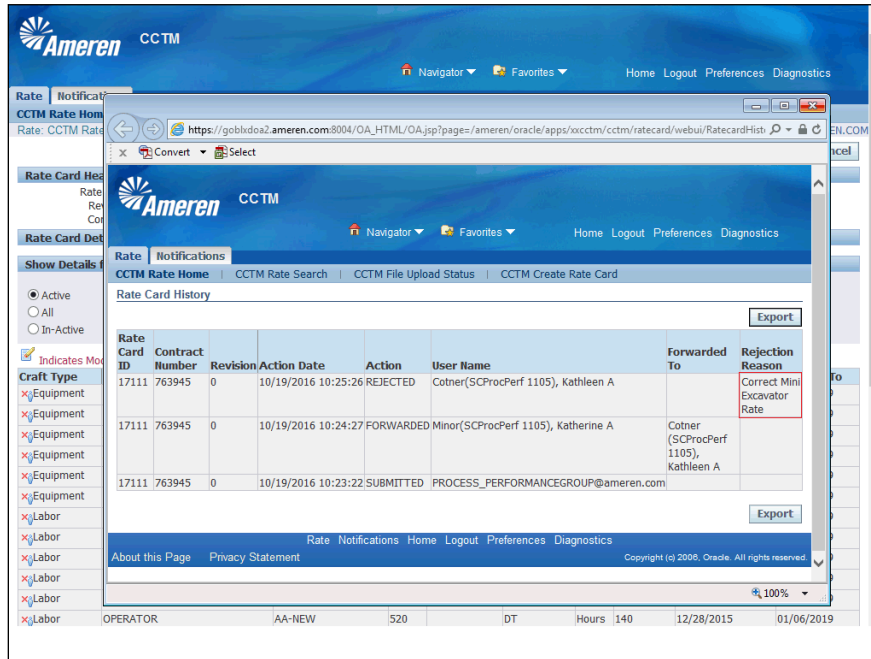 Ameren CCTM
Navigator Favorites Home Logout Preferences Diagnostics
Rate Notificat
CCTM Rate Hom
Rate: CCTM Rate
EN.COM
ncel
Rate Card Hea
Rate
Rev
Con
Rate Card Det
Show Details f
Active
All
In-Active
Indicates Mod
Craft Type To
Equipment
Equipment
Equipment
Equipment
Equipment
Equipment
Labor
Labor
Labor
Labor
Labor
Labor OPERATOR AA-NEW 520 DT Hours 140 12/28/2015 01/06/2019
https://goblxdoa2.ameren.com:8004/OA_HTML/OA.jsp?page=/ameren/oracle/apps/xxcctm/cctm/ratecard/webui/RatecardHist
x Convert Select
Ameren CCTM
Navigator Favorites Home Logout Preferences Diagnostics
Rate Notifications
CCTM Rate Home | CCTM Rate Search | CCTM File Upload Status | CCTM Create Rate Card
Rate Card History
Export
Rate
Card Contract Forwarded Rejection
ID Number Revision Action Date Action User Name To Reason
17111 763945 0 10/19/2016 10:25:26 REJECTED Cotner(SCProcPerf 1105), Kathleen A Correct Mini
Excavator
Rate
17111 763945 0 10/19/2016 10:24:27 FORWARDED Minor(SCProcPerf 1105), Katherine A Cotner
(SCProcPerf
1105),
Kathleen A
17111 763945 0 10/19/2016 10:23:22 SUBMITTED PROCESS_PERFORMANCEGROUP@ameren.com
Export
Rate Notifications Home Logout Preferences Diagnostics
About this Page Privacy Statement Copyright (c) 2006, Oracle. All rights reserved.
100%